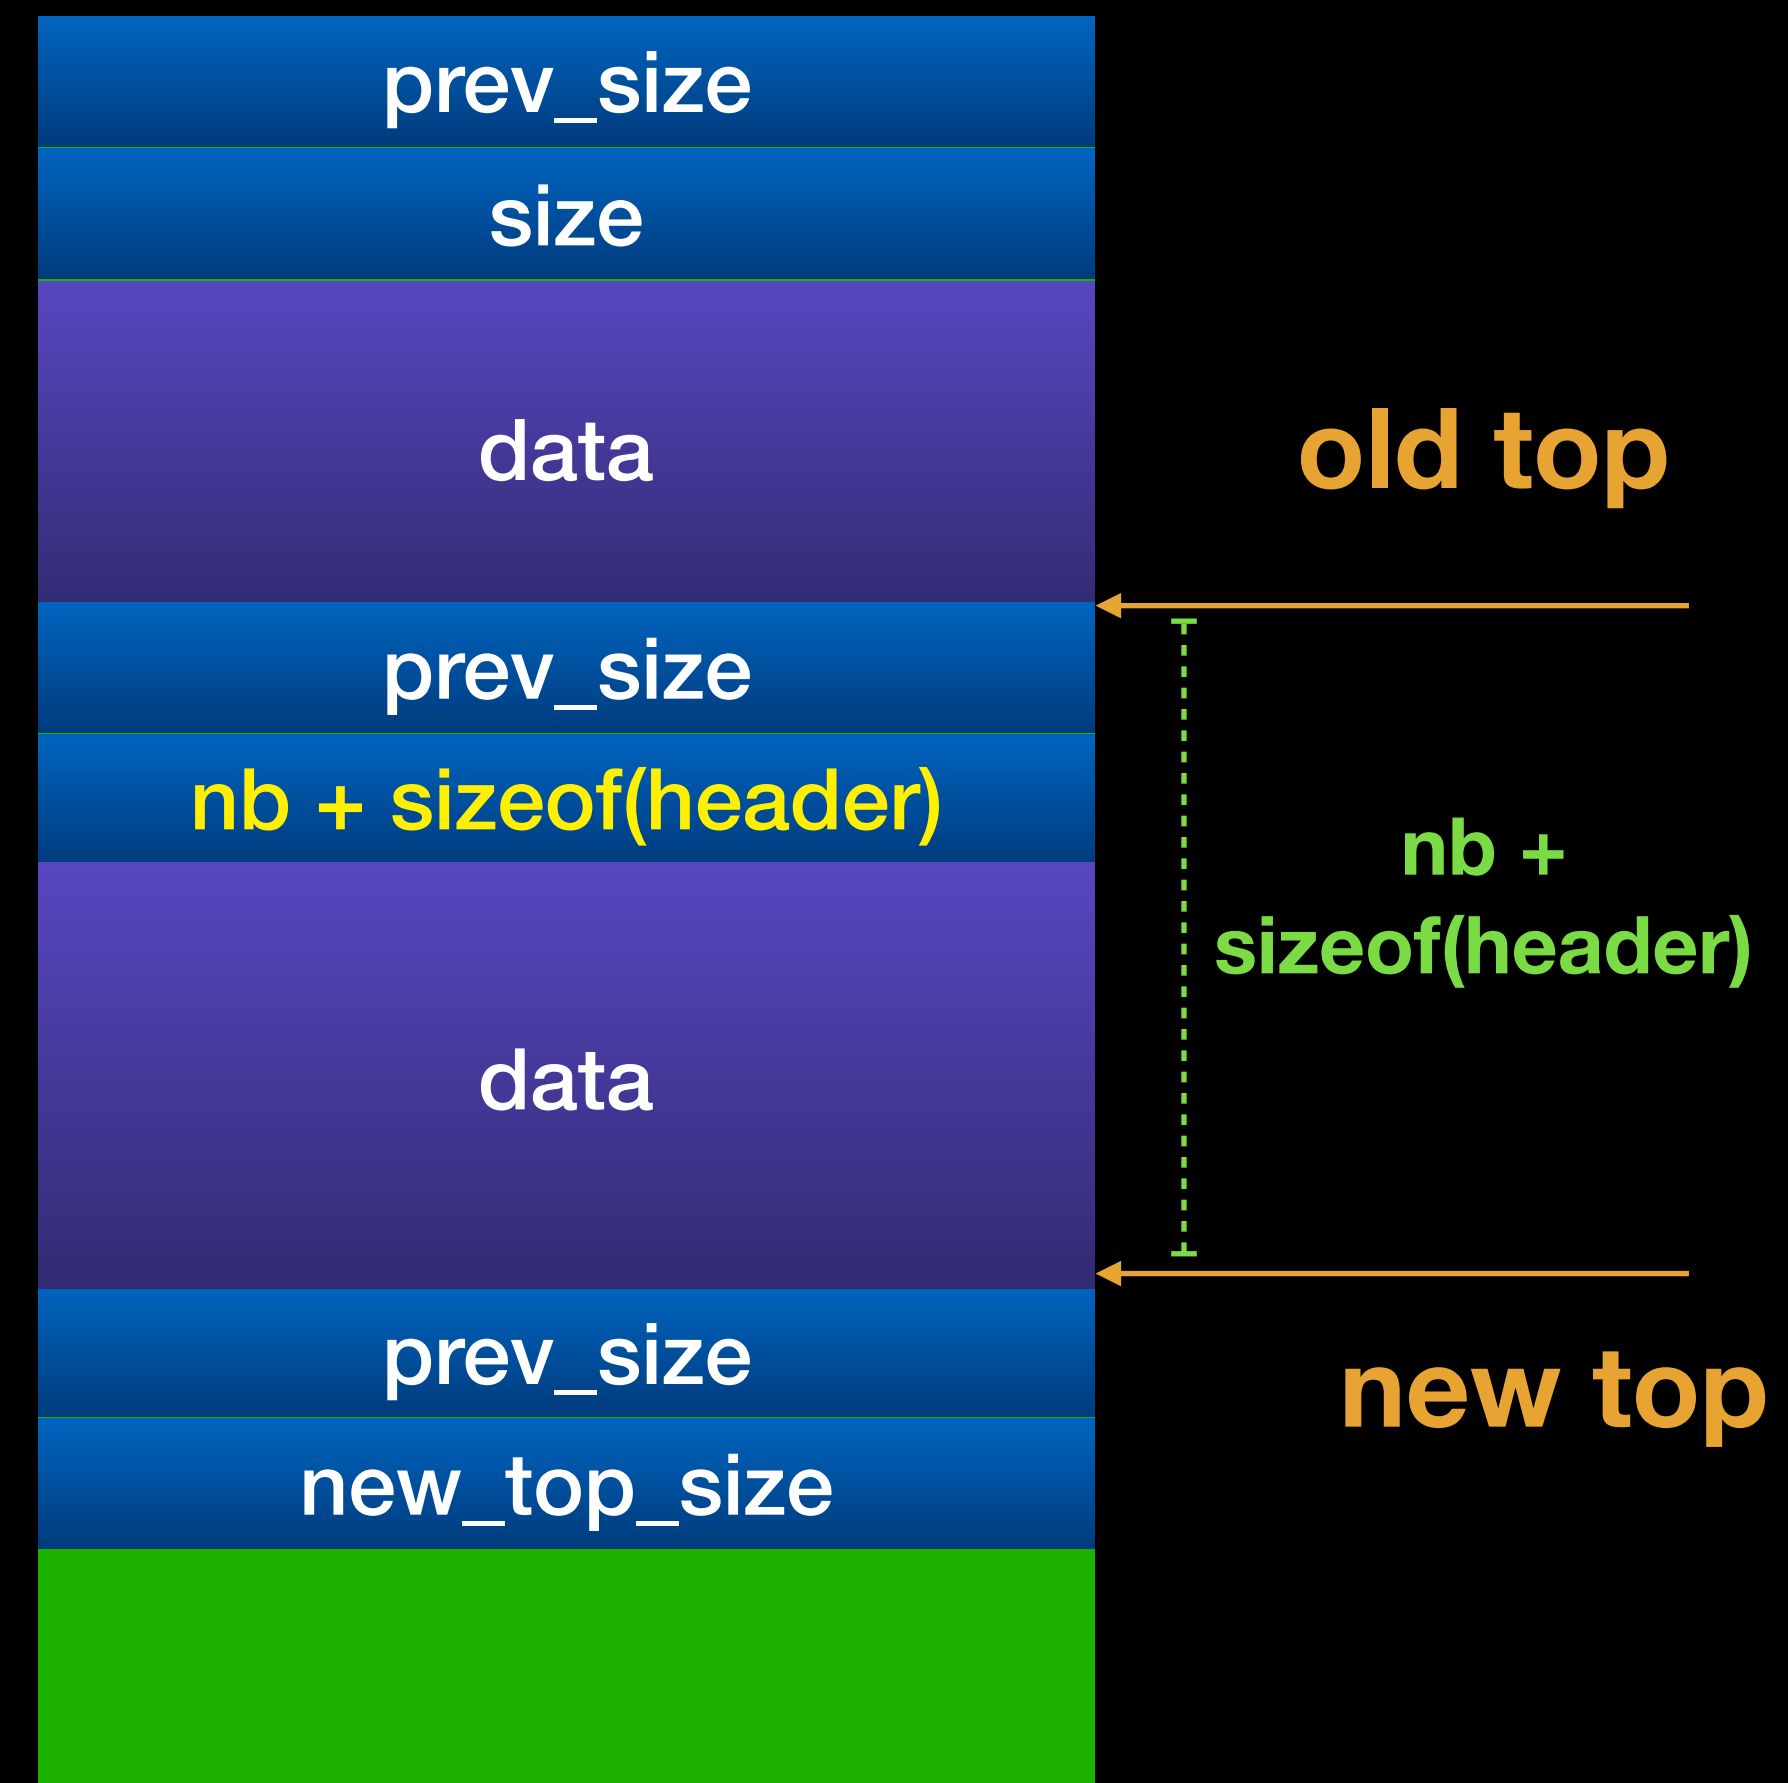 prev_size
size
data
old top
prev_size
nb + sizeof(header)
nb +
sizeof(header)
data
prev_size
new top
new_top_size